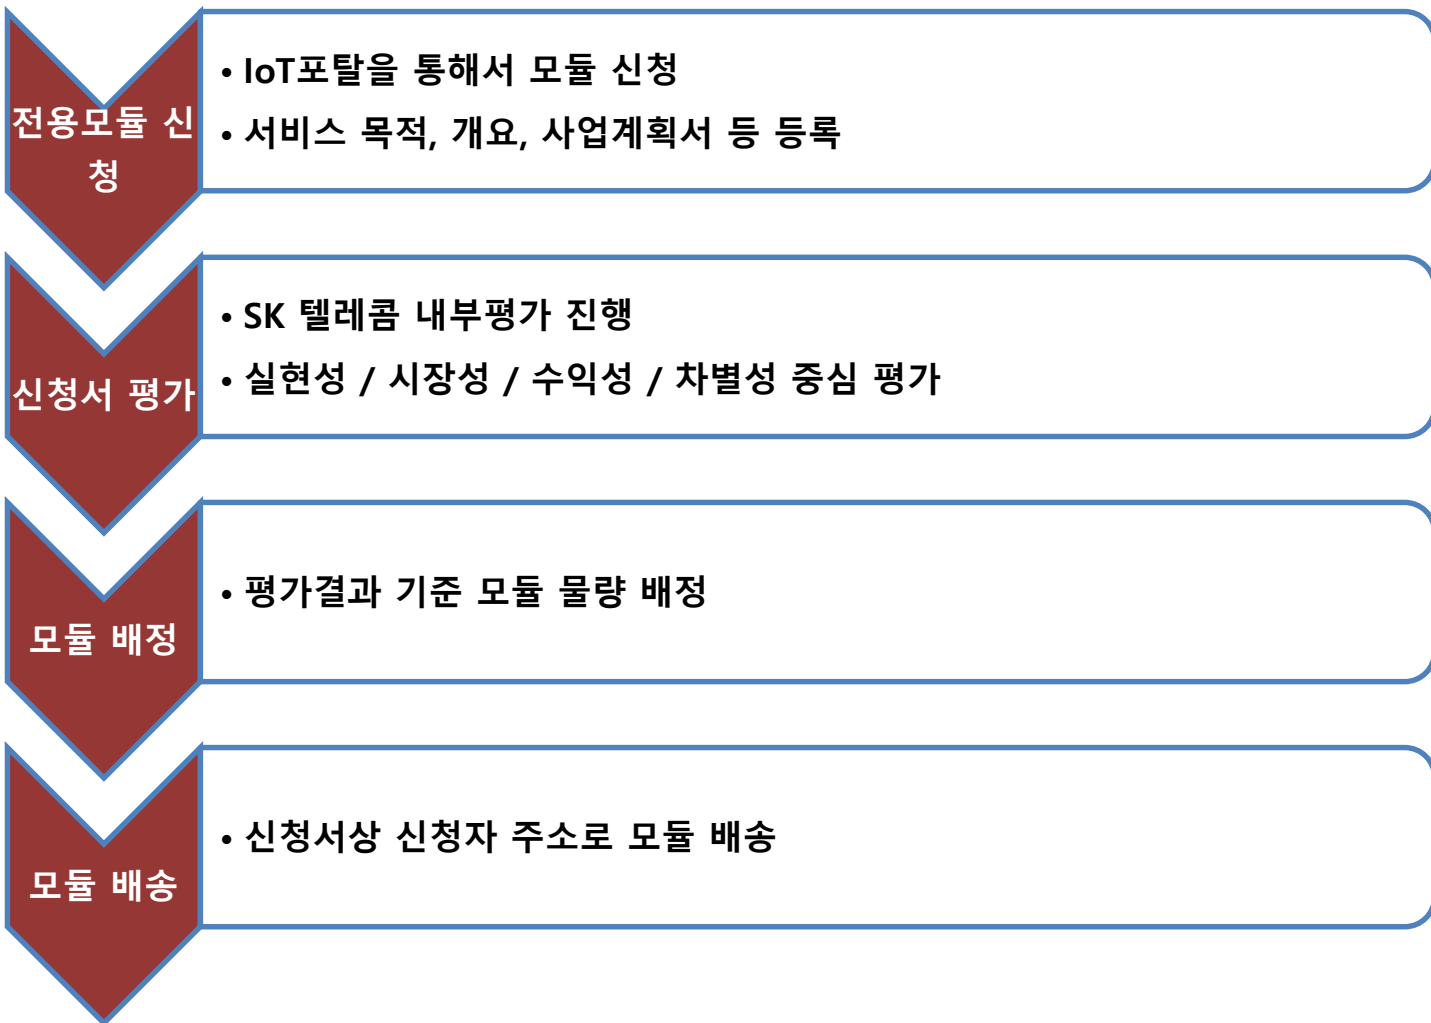 전용모듈 신
청
• IoT포탈을 통해서 모듈 신청
• 서비스 목적, 개요, 사업계획서 등 등록
신청서 평가
• SK 텔레콤 내부평가 진행
• 실현성 / 시장성 / 수익성 / 차별성 중심 평가
모듈 배정
• 평가결과 기준 모듈 물량 배정
모듈 배송
• 신청서상 신청자 주소로 모듈 배송